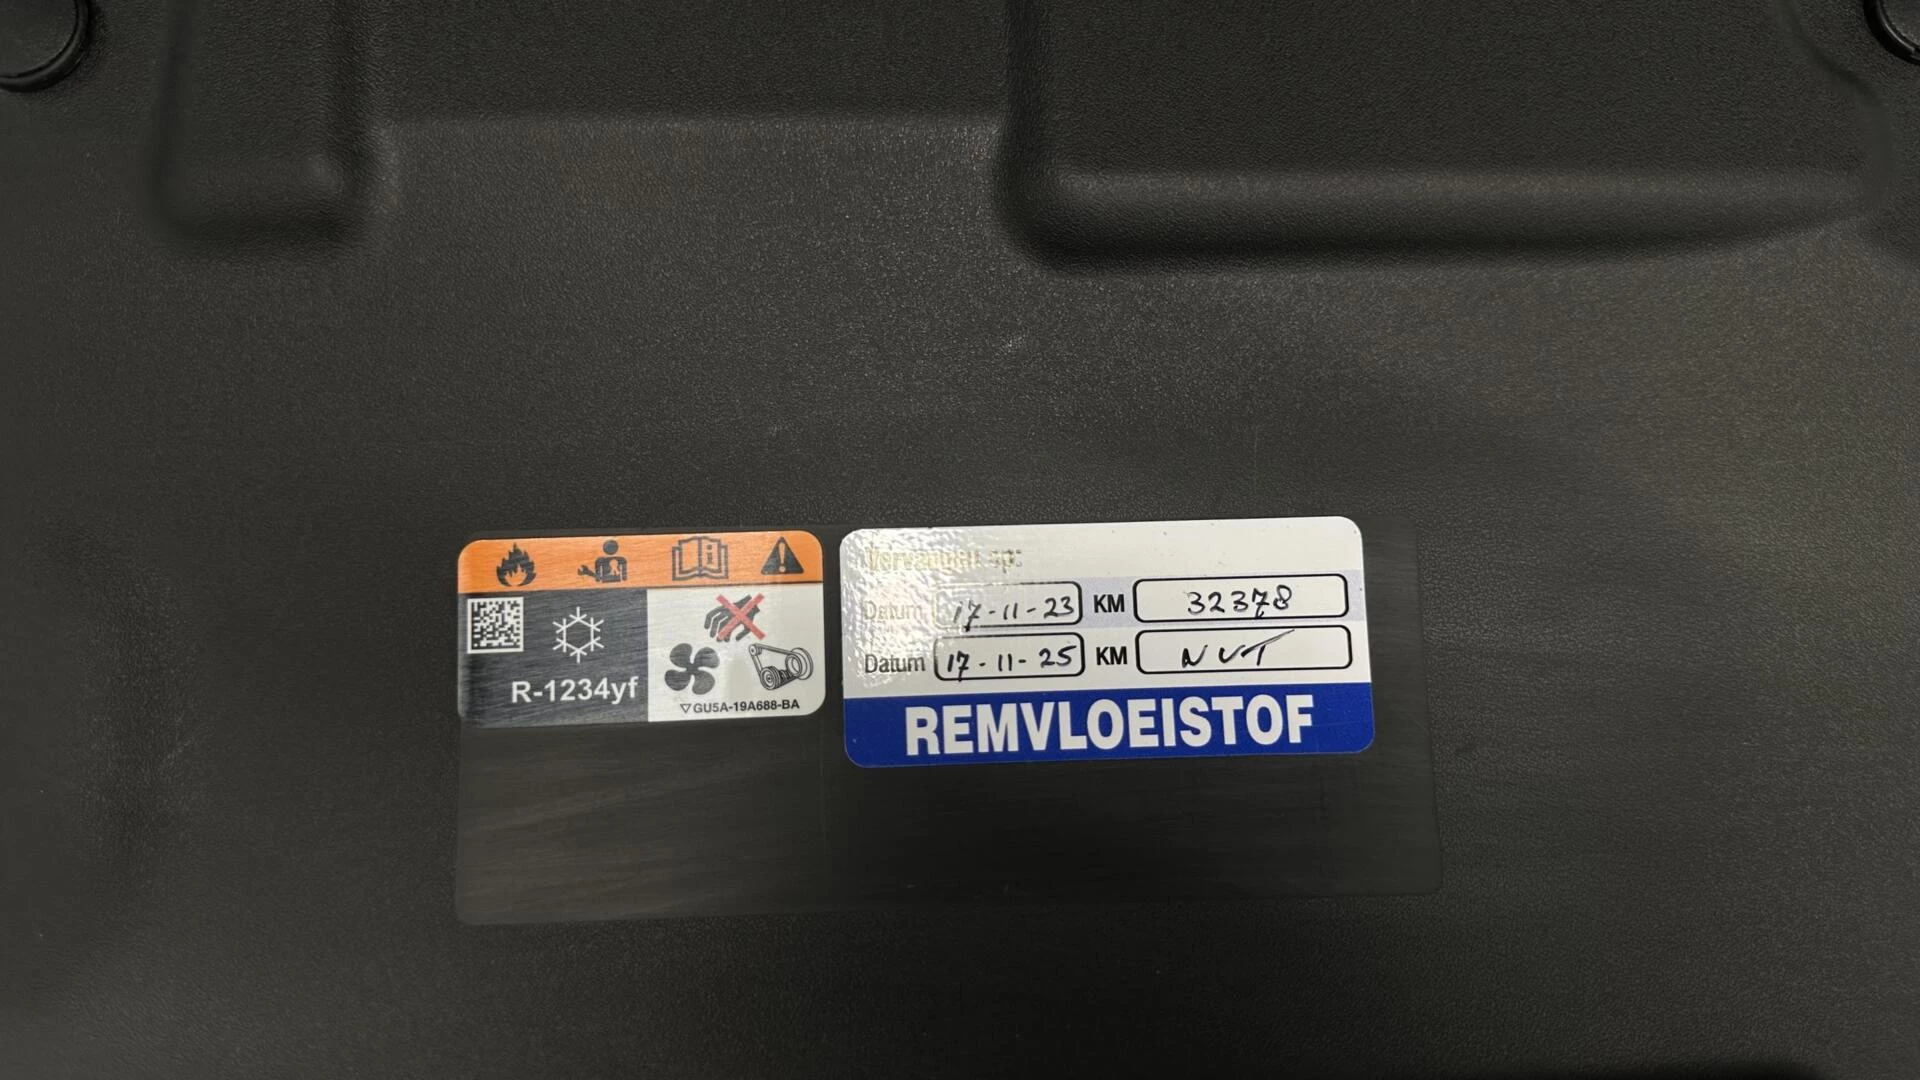 R-1234yf
GU5A-19A688-BA
Vervangen op:
Datum 17-11-23 KM 32378
Datum 17-11-25 KM NVT
REMVLOEISTOF